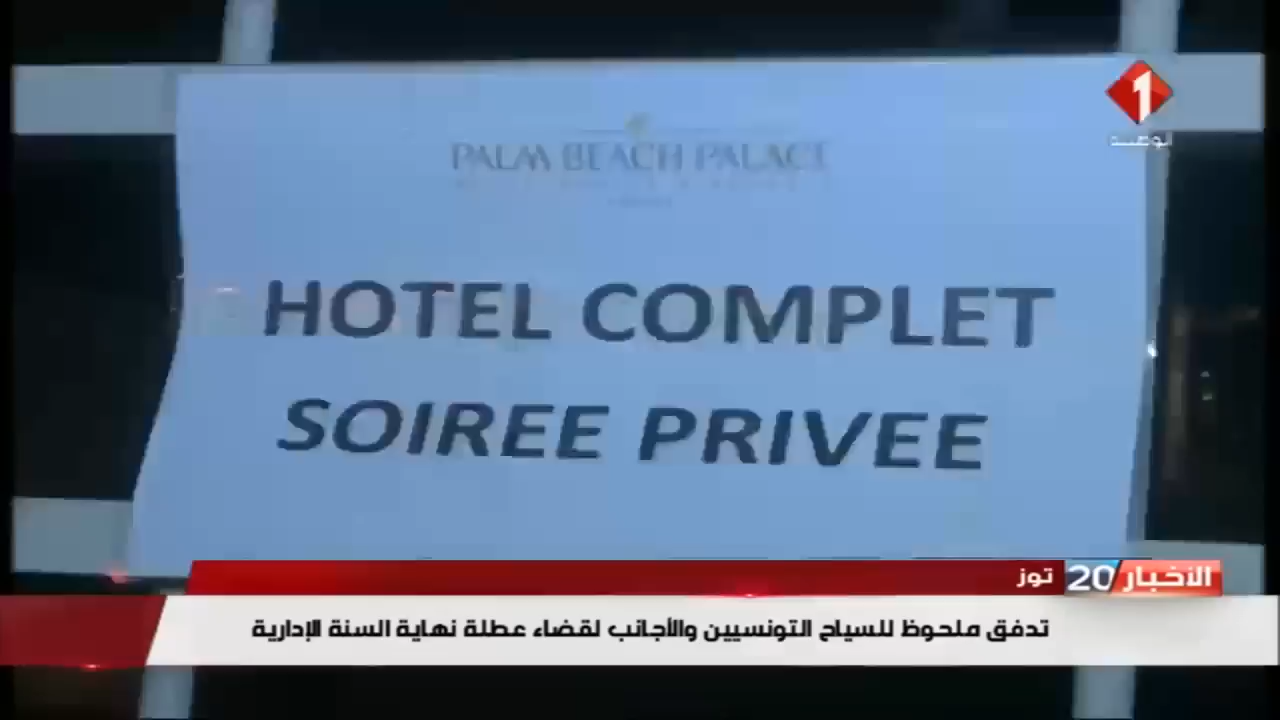 الوطنية
PALM BEACH PALACE
HOTEL COMPLET
SOIREE PRIVEE
الأخبار 20 توزر
تدفق ملحوظ للسياح التونسيين والأجانب لقضاء عطلة نهاية السنة الإدارية